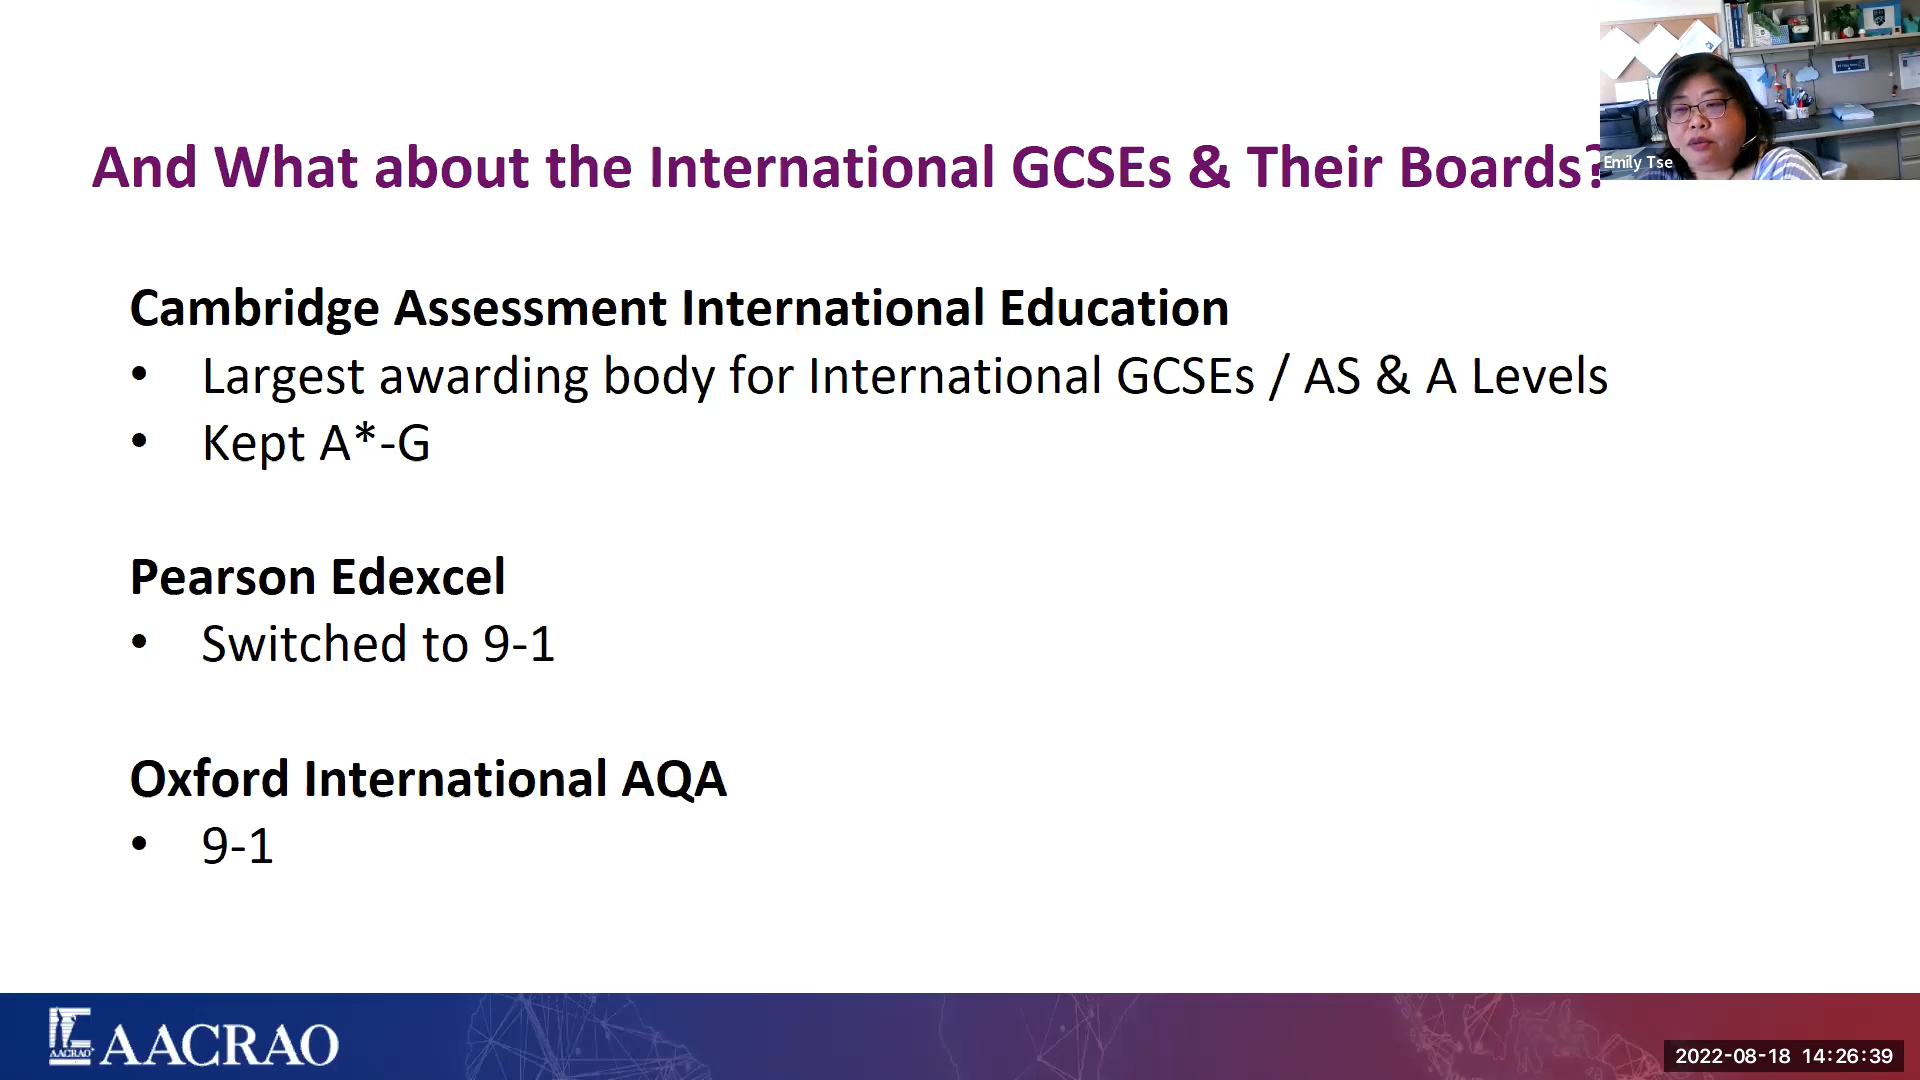 And What about the International GCSEs & Their Boards?
Emily Tse
Cambridge Assessment International Education
• Largest awarding body for International GCSEs / AS & A Levels
• Kept A*-G
Pearson Edexcel
• Switched to 9-1
Oxford International AQA
• 9-1
AACRAO
AACRAO
2022-08-18 14:26:39